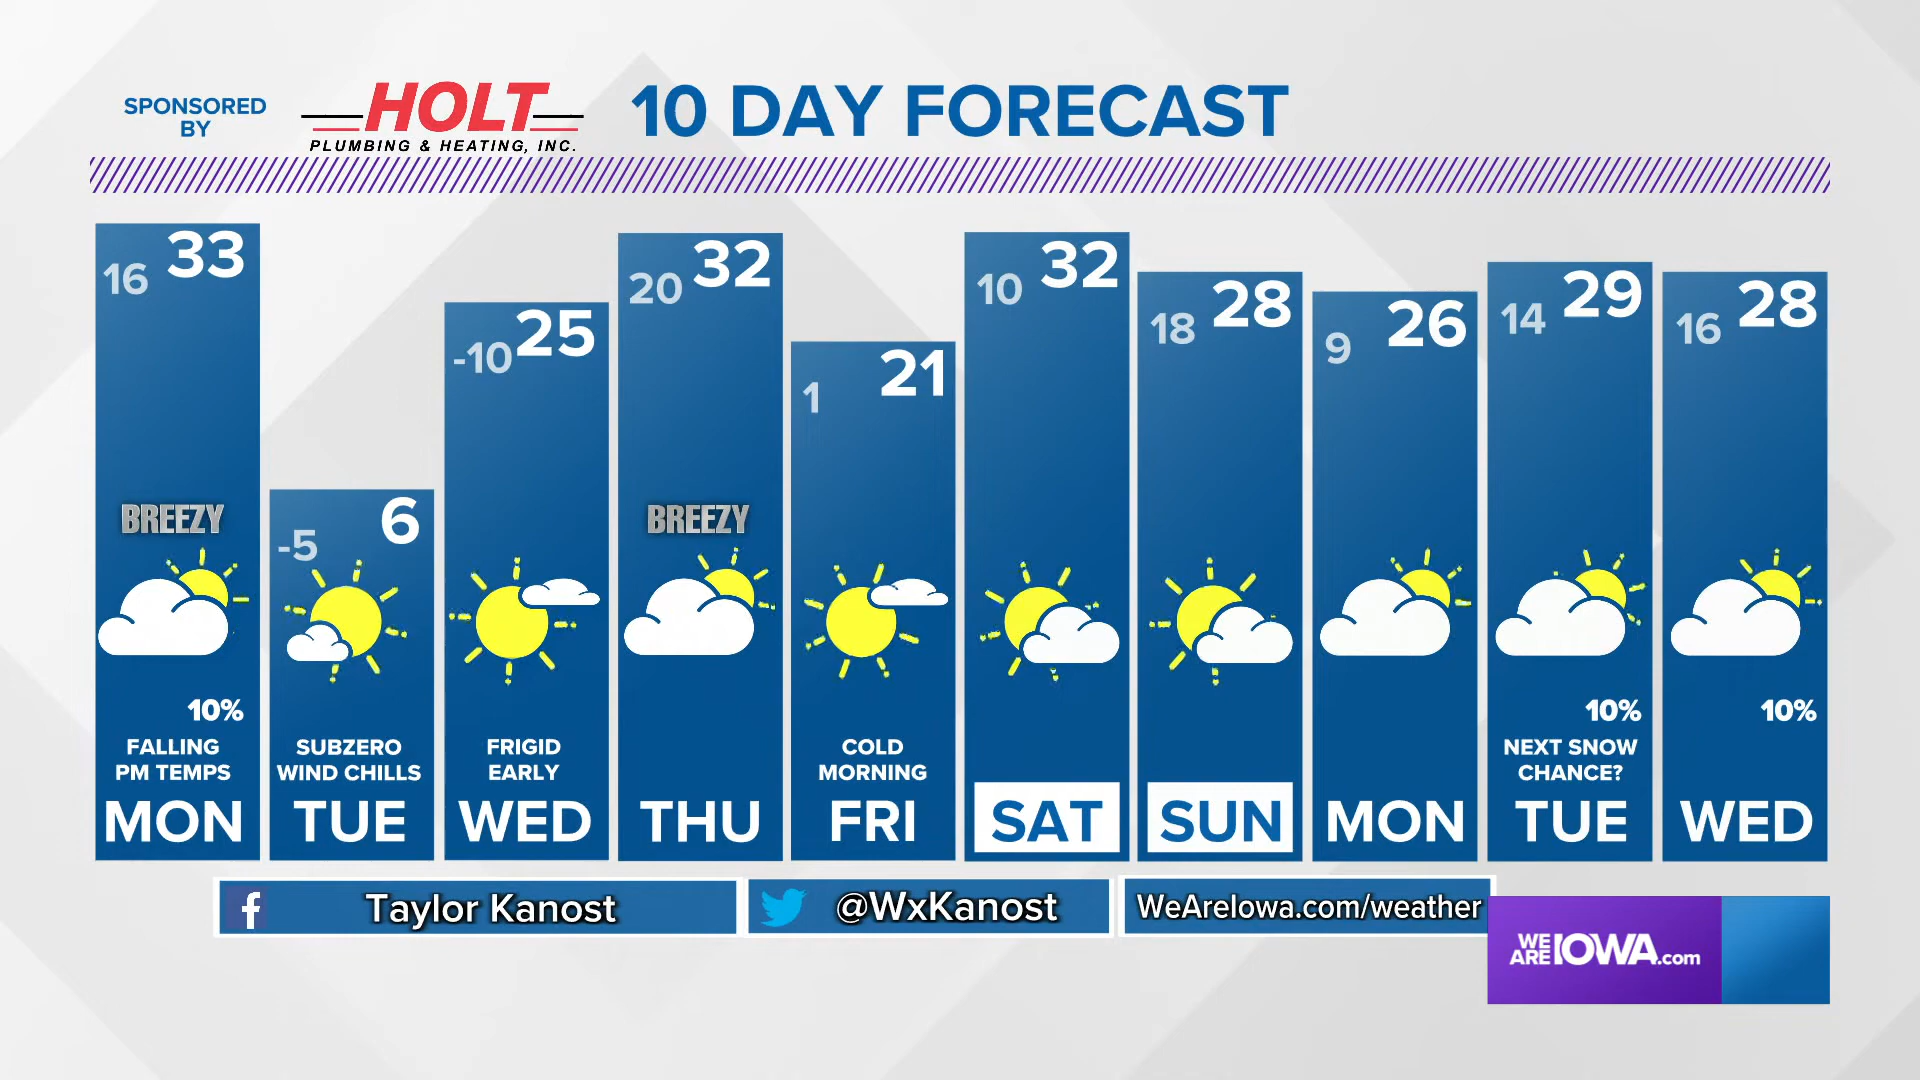 SPONSORED
BY
HOLT
PLUMBING & HEATING, INC.
10 DAY FORECAST
16 33
BREEZY
10%
FALLING
PM TEMPS
MON
-5 6
SUBZERO
WIND CHILLS
TUE
-10 25
FRIGID
EARLY
WED
20 32
BREEZY
THU
1 21
COLD
MORNING
FRI
10 32
SAT
18 28
SUN
9 26
MON
14 29
10%
NEXT SNOW
CHANCE?
TUE
16 28
10%
WED
f Taylor Kanost
@WxKanost
WeAreIowa.com/weather
WE ARE IOWA.com